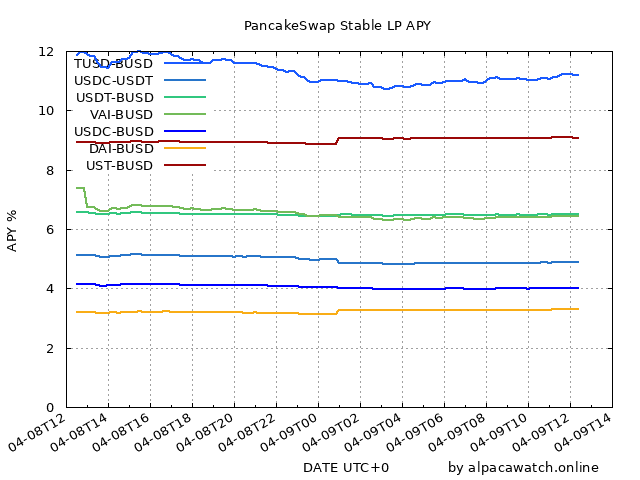 PancakeSwap Stable LP APY
12
10
8
6
4
2
0
APY %
TUSD-BUSD
USDC-USDT
USDT-BUSD
VAI-BUSD
USDC-BUSD
DAI-BUSD
UST-BUSD
04-08T12
04-08T14
04-08T16
04-08T18
04-08T20
04-08T22
04-09T00
04-09T02
04-09T04
04-09T06
04-09T08
04-09T10
04-09T12
04-09T14
DATE UTC+0
by alpacawatch.online